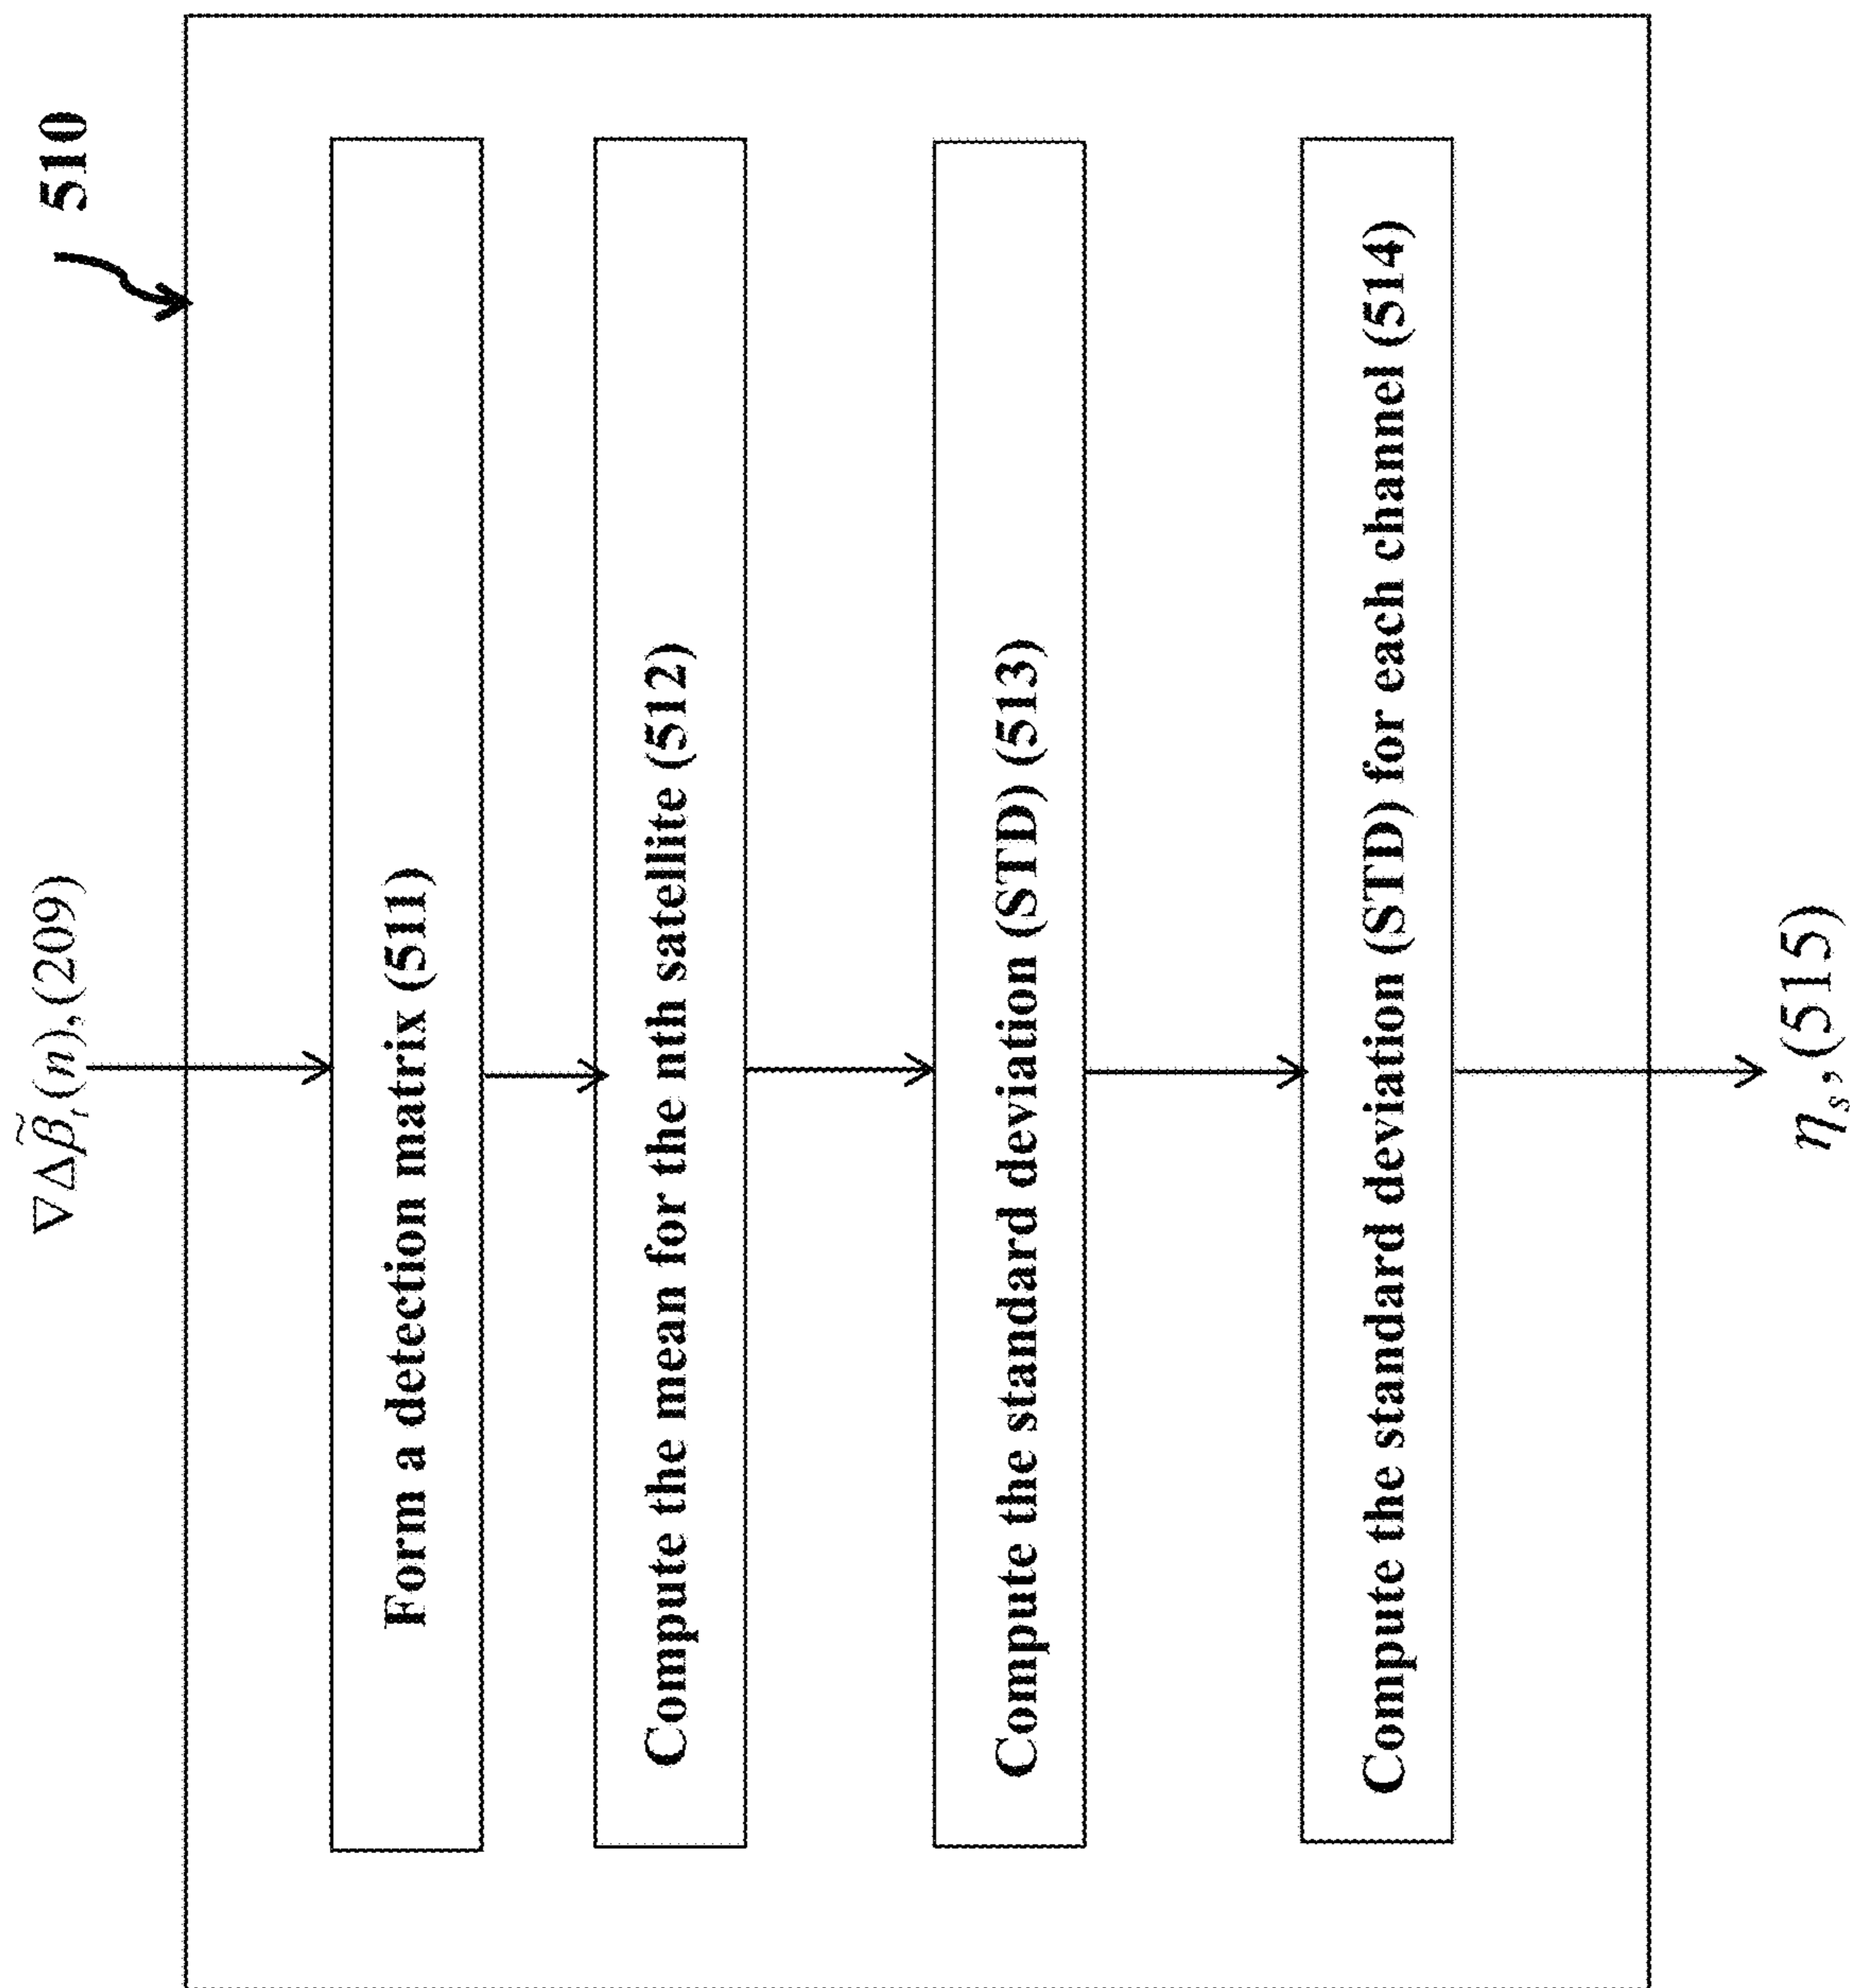 510
∇Δβ̃ₜ(n),(209)
Form a detection matrix (511)
Compute the mean for the nth satellite (512)
Compute the standard deviation (STD) (513)
Compute the standard deviation (STD) for each channel (514)
ηₛ,(515)